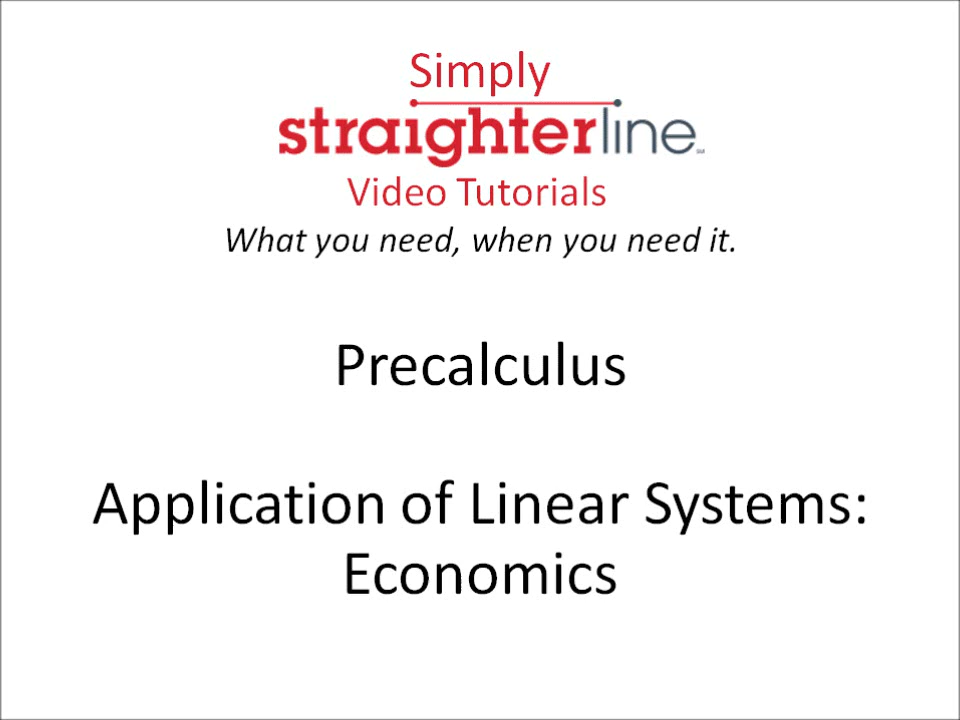 Simply
straighterline
Video Tutorials
What you need, when you need it.
Precalculus
Application of Linear Systems:
Economics